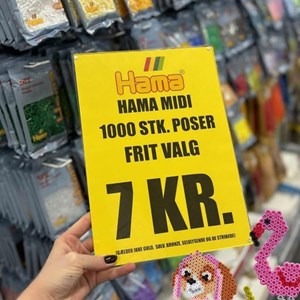 Hama
HAMA MIDI
1000 STK. POSER
FRIT VALG
7 KR.